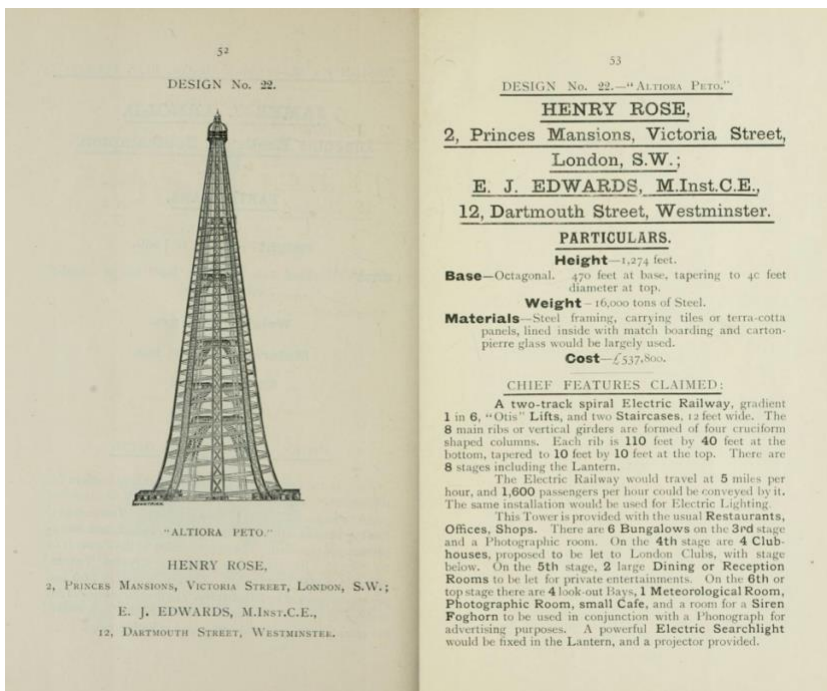 52
DESIGN No. 22.
"ALTIORA PETO."
HENRY ROSE,
2, PRINCES MANSIONS, VICTORIA STREET, LONDON, S.W.;
E. J. EDWARDS, M.INST.C.E.,
12, DARTMOUTH STREET, WESTMINSTER.
53
DESIGN No. 22.—"ALTIORA PETO."
HENRY ROSE,
2, Princes Mansions, Victoria Street,
London, S.W.;
E. J. EDWARDS, M.Inst.C.E.,
12, Dartmouth Street, Westminster.
PARTICULARS.
Height—1,274 feet.
Base—Octagonal. 470 feet at base, tapering to 40 feet
diameter at top.
Weight—16,000 tons of Steel.
Materials—Steel framing, carrying tiles or terra-cotta
panels, lined inside with match boarding and carton-
pierre glass would be largely used.
Cost—£537,800.
CHIEF FEATURES CLAIMED:
A two-track spiral Electric Railway, gradient
1 in 6, "Otis" Lifts, and two Staircases, 12 feet wide. The
8 main ribs or vertical girders are formed of four cruciform
shaped columns. Each rib is 110 feet by 40 feet at the
bottom, tapered to 10 feet by 10 feet at the top. There are
8 stages including the Lantern.
The Electric Railway would travel at 5 miles per
hour, and 1,600 passengers per hour could be conveyed by it.
The same installation would be used for Electric Lighting.
This Tower is provided with the usual Restaurants,
Offices, Shops. There are 6 Bungalows on the 3rd stage
and a Photographic room. On the 4th stage are 4 Club-
houses, proposed to be let to London Clubs, with stage
below. On the 5th stage, 2 large Dining or Reception
Rooms to be let for private entertainments. On the 6th or
top stage there are 4 look-out Bays, 1 Meteorological Room,
Photographic Room, small Cafe, and a room for a Siren
Foghorn to be used in conjunction with a Phonograph for
advertising purposes. A powerful Electric Searchlight
would be fixed in the Lantern, and a projector provided.